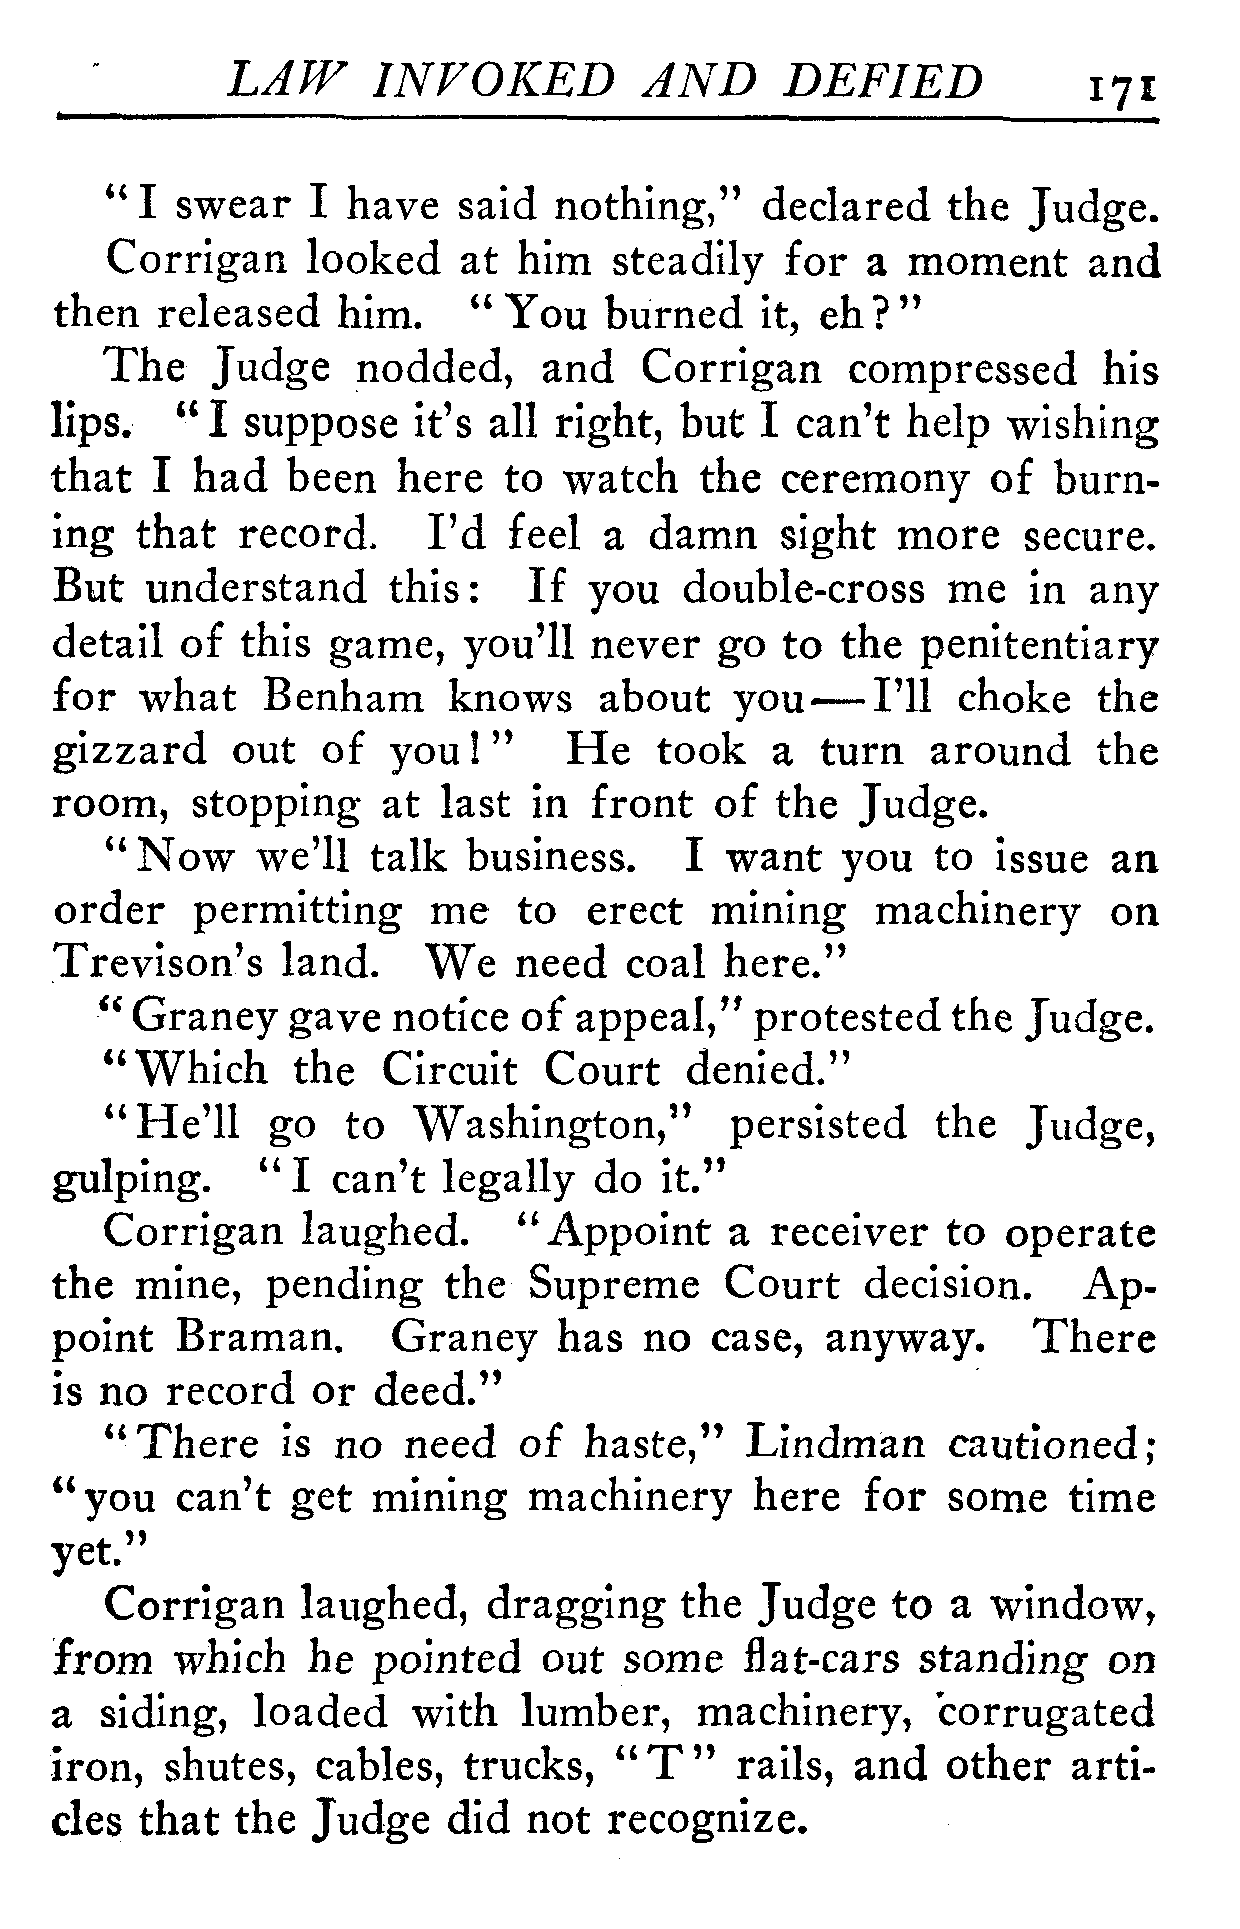 LAW INVOKED AND DEFIED 171
“I swear I have said nothing,” declared the Judge.
Corrigan looked at him steadily for a moment and
then released him. “You burned it, eh?”
The Judge nodded, and Corrigan compressed his
lips. “I suppose it’s all right, but I can’t help wishing
that I had been here to watch the ceremony of burn-
ing that record. I’d feel a damn sight more secure.
But understand this: If you double-cross me in any
detail of this game, you’ll never go to the penitentiary
for what Benham knows about you—I’ll choke the
gizzard out of you!” He took a turn around the
room, stopping at last in front of the Judge.
“Now we’ll talk business. I want you to issue an
order permitting me to erect mining machinery on
Trevison’s land. We need coal here.”
“Graney gave notice of appeal,” protested the Judge.
“Which the Circuit Court denied.”
“He’ll go to Washington,” persisted the Judge,
gulping. “I can’t legally do it.”
Corrigan laughed. “Appoint a receiver to operate
the mine, pending the Supreme Court decision. Ap-
point Braman. Graney has no case, anyway. There
is no record or deed.”
“There is no need of haste,” Lindman cautioned;
“you can’t get mining machinery here for some time
yet.”
Corrigan laughed, dragging the Judge to a window,
from which he pointed out some flat-cars standing on
a siding, loaded with lumber, machinery, corrugated
iron, shutes, cables, trucks, “T” rails, and other arti-
cles that the Judge did not recognize.